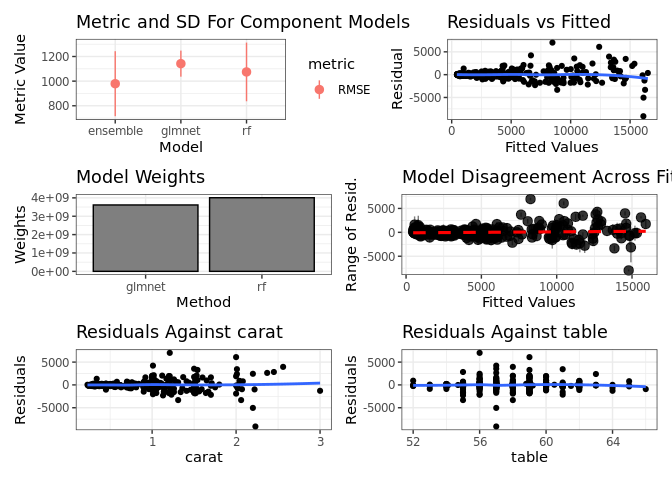 Metric and SD For Component Models
Metric Value
1200
1000
800
ensemble glmnet rf
Model
metric
RMSE
Residuals vs Fitted
Residual
5000
0
-5000
0 5000 10000 15000
Fitted Values
Model Weights
Weights
4e+09
3e+09
2e+09
1e+09
0e+00
glmnet rf
Method
Model Disagreement Across Fit
Range of Resid.
5000
0
-5000
0 5000 10000 15000
Fitted Values
Residuals Against carat
Residuals
5000
0
-5000
1 2 3
carat
Residuals Against table
Residuals
5000
0
-5000
52 56 60 64
table